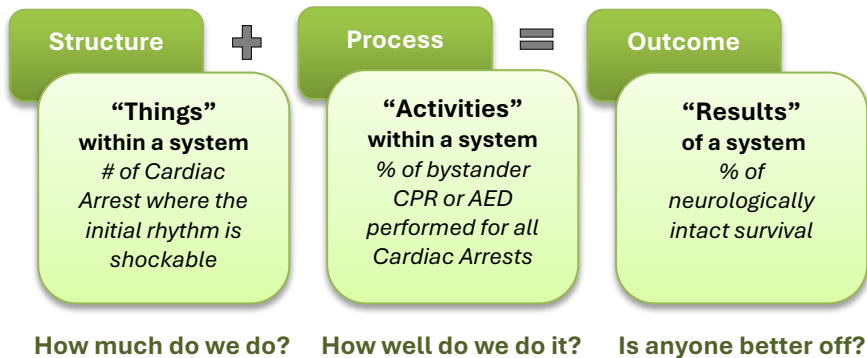 Structure
+
Process
=
Outcome
“Things”
within a system
# of Cardiac
Arrest where the
initial rhythm is
shockable
“Activities”
within a system
% of bystander
CPR or AED
performed for all
Cardiac Arrests
“Results”
of a system
% of
neurologically
intact survival
How much do we do?
How well do we do it?
Is anyone better off?